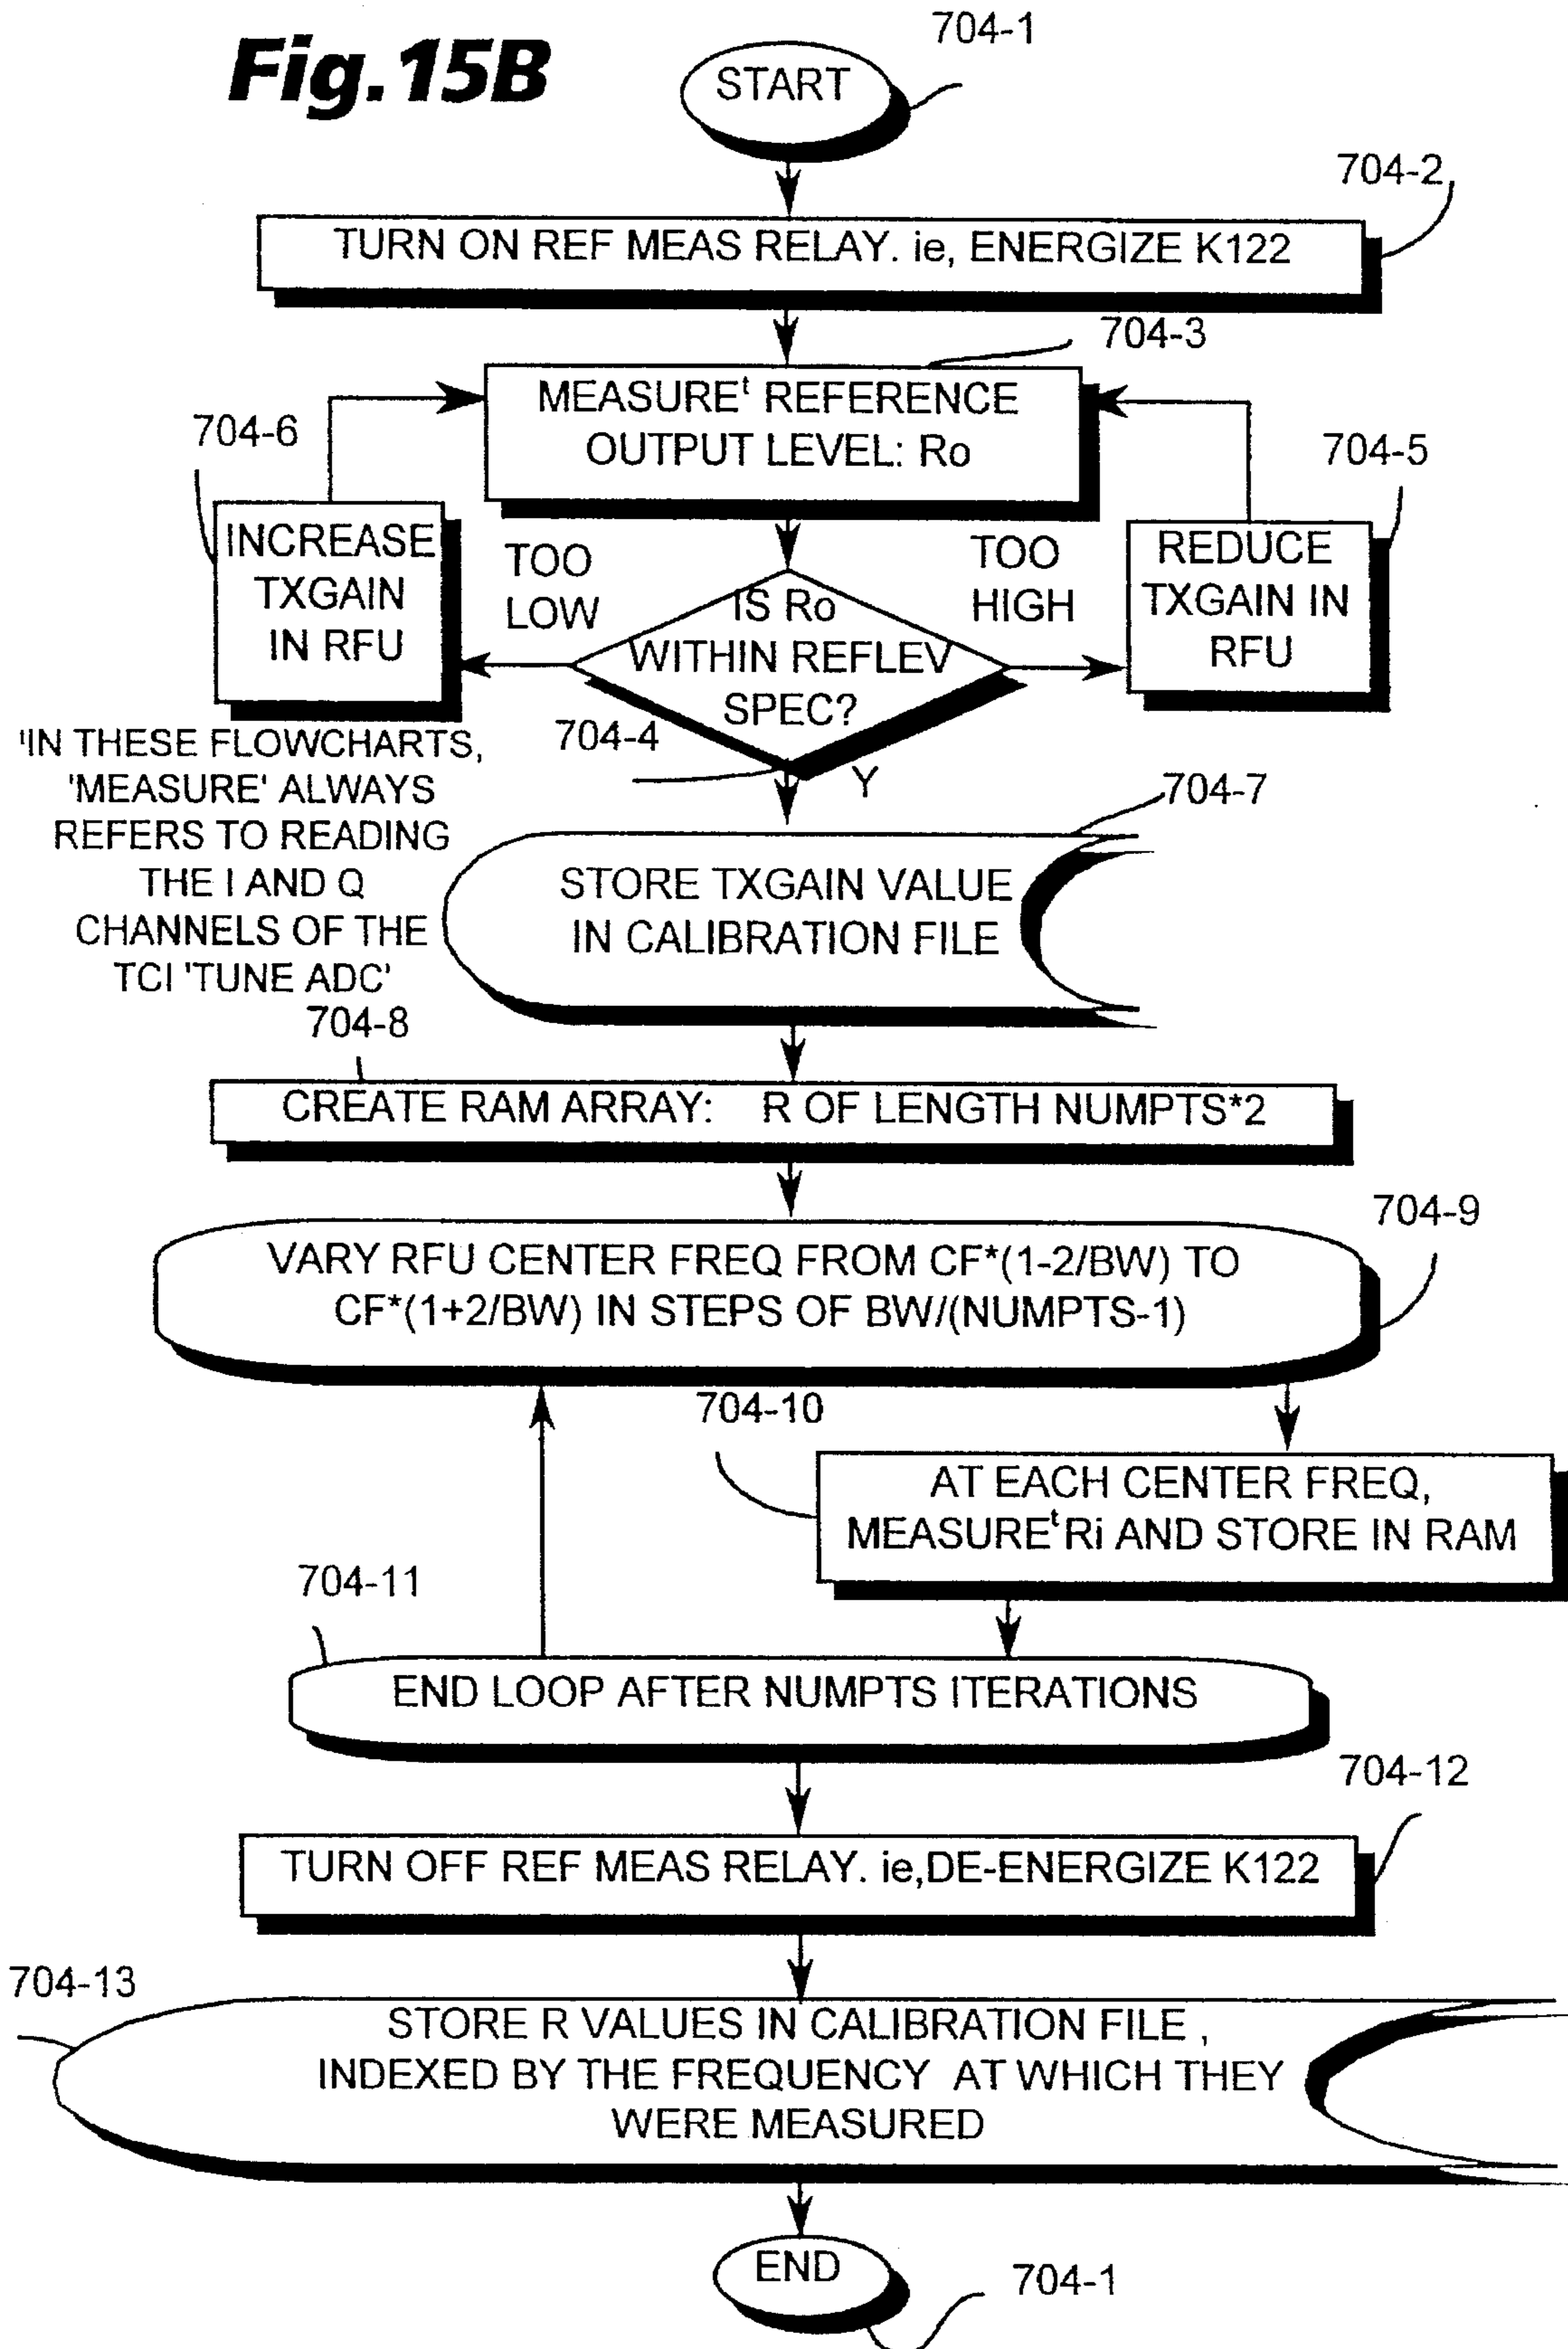 Fig.15B
704-1
START
704-2
TURN ON REF MEAS RELAY. ie, ENERGIZE K122
704-3
MEASUREᵗ REFERENCE
OUTPUT LEVEL: Ro
704-6
704-5
INCREASE
TXGAIN
IN RFU
TOO
LOW
IS Ro
WITHIN REFLEV
SPEC?
TOO
HIGH
REDUCE
TXGAIN IN
RFU
704-4
Y
ᵗIN THESE FLOWCHARTS,
'MEASURE' ALWAYS
REFERS TO READING
THE I AND Q
CHANNELS OF THE
TCI 'TUNE ADC'
704-7
STORE TXGAIN VALUE
IN CALIBRATION FILE
704-8
CREATE RAM ARRAY: R OF LENGTH NUMPTS*2
704-9
VARY RFU CENTER FREQ FROM CF*(1-2/BW) TO
CF*(1+2/BW) IN STEPS OF BW/(NUMPTS-1)
704-10
AT EACH CENTER FREQ,
MEASUREᵗRi AND STORE IN RAM
704-11
END LOOP AFTER NUMPTS ITERATIONS
704-12
TURN OFF REF MEAS RELAY. ie,DE-ENERGIZE K122
704-13
STORE R VALUES IN CALIBRATION FILE ,
INDEXED BY THE FREQUENCY AT WHICH THEY
WERE MEASURED
END
704-1